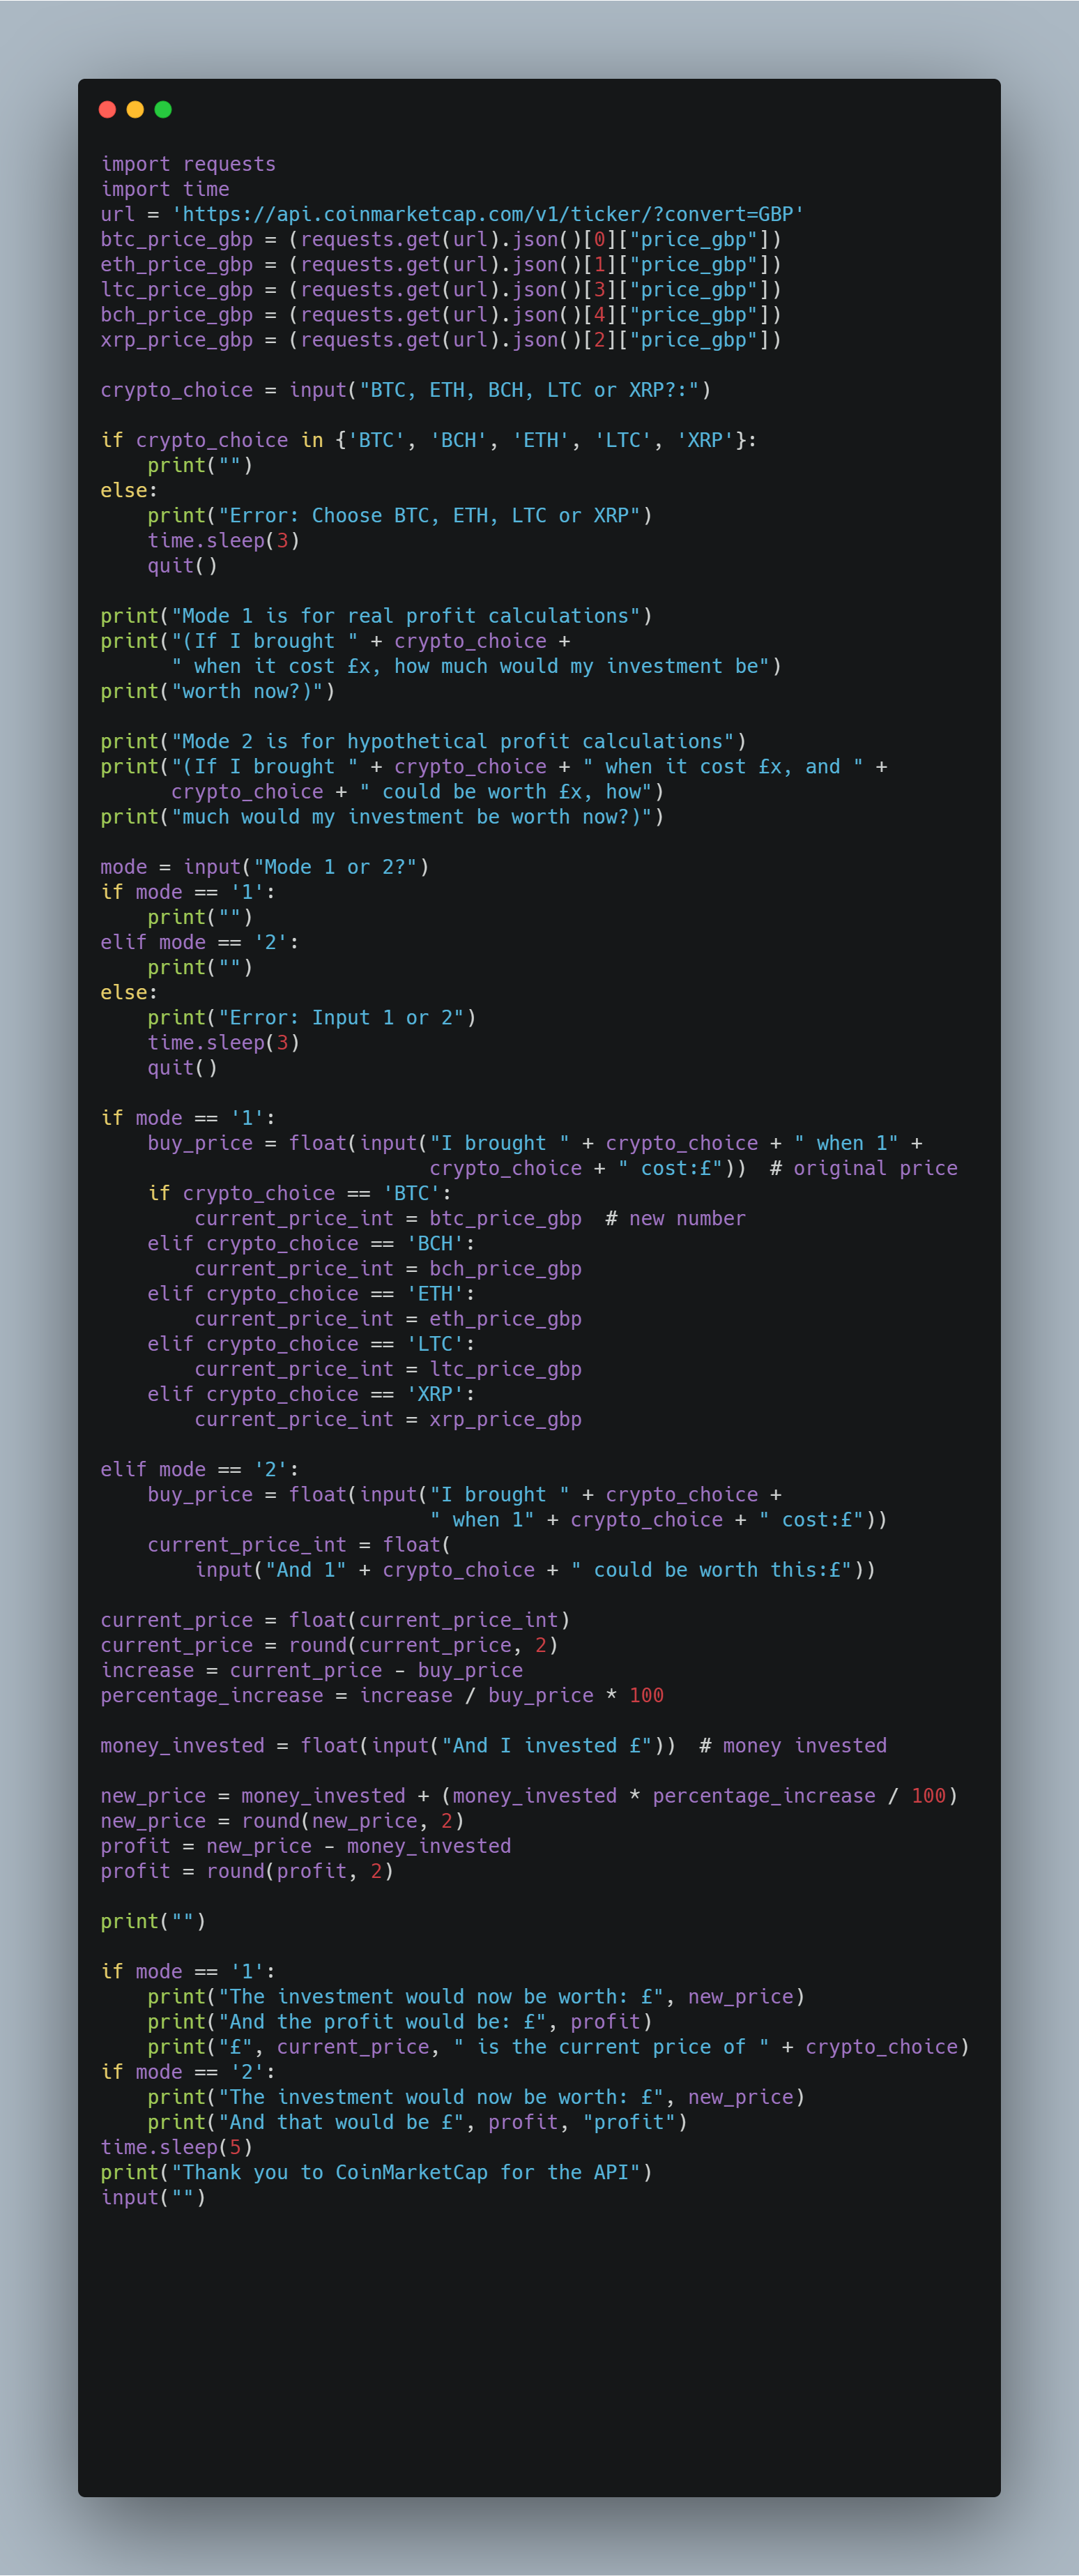 import requests
import time
url = 'https://api.coinmarketcap.com/v1/ticker/?convert=GBP'
btc_price_gbp = (requests.get(url).json()[0]["price_gbp"])
eth_price_gbp = (requests.get(url).json()[1]["price_gbp"])
ltc_price_gbp = (requests.get(url).json()[3]["price_gbp"])
bch_price_gbp = (requests.get(url).json()[4]["price_gbp"])
xrp_price_gbp = (requests.get(url).json()[2]["price_gbp"])

crypto_choice = input("BTC, ETH, BCH, LTC or XRP?:")

if crypto_choice in {'BTC', 'BCH', 'ETH', 'LTC', 'XRP'}:
    print("")
else:
    print("Error: Choose BTC, ETH, LTC or XRP")
    time.sleep(3)
    quit()

print("Mode 1 is for real profit calculations")
print("(If I brought " + crypto_choice +
      " when it cost £x, how much would my investment be")
print("worth now?)")

print("Mode 2 is for hypothetical profit calculations")
print("(If I brought " + crypto_choice + " when it cost £x, and " +
      crypto_choice + " could be worth £x, how")
print("much would my investment be worth now?)")

mode = input("Mode 1 or 2?")
if mode == '1':
    print("")
elif mode == '2':
    print("")
else:
    print("Error: Input 1 or 2")
    time.sleep(3)
    quit()

if mode == '1':
    buy_price = float(input("I brought " + crypto_choice + " when 1" +
                            crypto_choice + " cost:£"))  # original price
    if crypto_choice == 'BTC':
        current_price_int = btc_price_gbp  # new number
    elif crypto_choice == 'BCH':
        current_price_int = bch_price_gbp
    elif crypto_choice == 'ETH':
        current_price_int = eth_price_gbp
    elif crypto_choice == 'LTC':
        current_price_int = ltc_price_gbp
    elif crypto_choice == 'XRP':
        current_price_int = xrp_price_gbp

elif mode == '2':
    buy_price = float(input("I brought " + crypto_choice +
                            " when 1" + crypto_choice + " cost:£"))
    current_price_int = float(
        input("And 1" + crypto_choice + " could be worth this:£"))

current_price = float(current_price_int)
current_price = round(current_price, 2)
increase = current_price - buy_price
percentage_increase = increase / buy_price * 100

money_invested = float(input("And I invested £"))  # money invested

new_price = money_invested + (money_invested * percentage_increase / 100)
new_price = round(new_price, 2)
profit = new_price - money_invested
profit = round(profit, 2)

print("")

if mode == '1':
    print("The investment would now be worth: £", new_price)
    print("And the profit would be: £", profit)
    print("£", current_price, " is the current price of " + crypto_choice)
if mode == '2':
    print("The investment would now be worth: £", new_price)
    print("And that would be £", profit, "profit")
time.sleep(5)
print("Thank you to CoinMarketCap for the API")
input("")